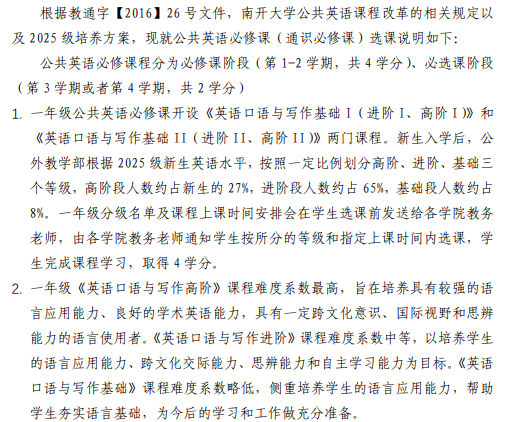 根据教通字【2016】26 号文件，南开大学公共英语课程改革的相关规定以
及 2025 级培养方案，现就公共英语必修课（通识必修课）选课说明如下：
公共英语必修课程分为必修课阶段（第 1-2 学期，共 4 学分）、必选课阶段
（第 3 学期或者第 4 学期，共 2 学分）
1. 一年级公共英语必修课开设《英语口语与写作基础 I（进阶 I、高阶 I）》和
《英语口语与写作基础 II（进阶 II、高阶 II）》两门课程。新生入学后，公
外教学部根据 2025 级新生英语水平，按照一定比例划分高阶、进阶、基础三
个等级，高阶段人数约占新生的 27%，进阶段人数约占 65%，基础段人数约占
8%。一年级分级名单及课程上课时间安排会在学生选课前发送给各学院教务
老师，由各学院教务老师通知学生按所分的等级和指定上课时间内选课，学
生完成课程学习，取得 4 学分。
2. 一年级《英语口语与写作高阶》课程难度系数最高，旨在培养具有较强的语
言应用能力、良好的学术英语能力，具有一定跨文化意识、国际视野和思辨
能力的语言使用者。《英语口语与写作进阶》课程难度系数中等，以培养学生
的语言应用能力、跨文化交际能力、思辨能力和自主学习能力为目标。《英语
口语与写作基础》课程难度系数略低，侧重培养学生的语言应用能力，帮助
学生夯实语言基础，为今后的学习和工作做充分准备。